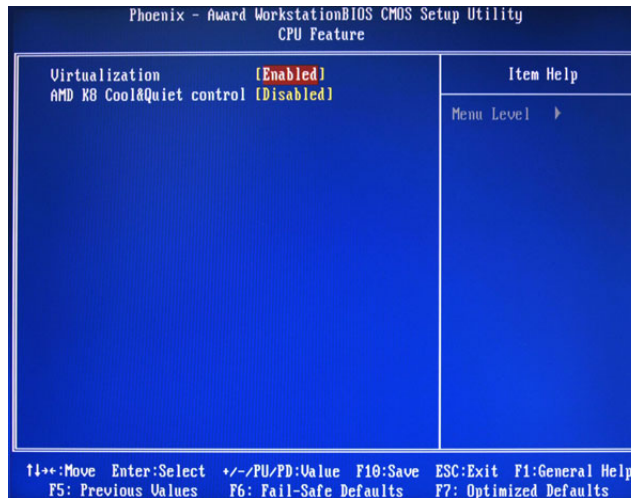 Phoenix - Award WorkstationBIOS CMOS Setup Utility
CPU Feature
Virtualization [Enabled]
AMD K8 Cool&Quiet control [Disabled]
Item Help
Menu Level ▸
↑↓→←:Move Enter:Select +/-/PU/PD:Value F10:Save ESC:Exit F1:General Help
F5: Previous Values F6: Fail-Safe Defaults F7: Optimized Defaults